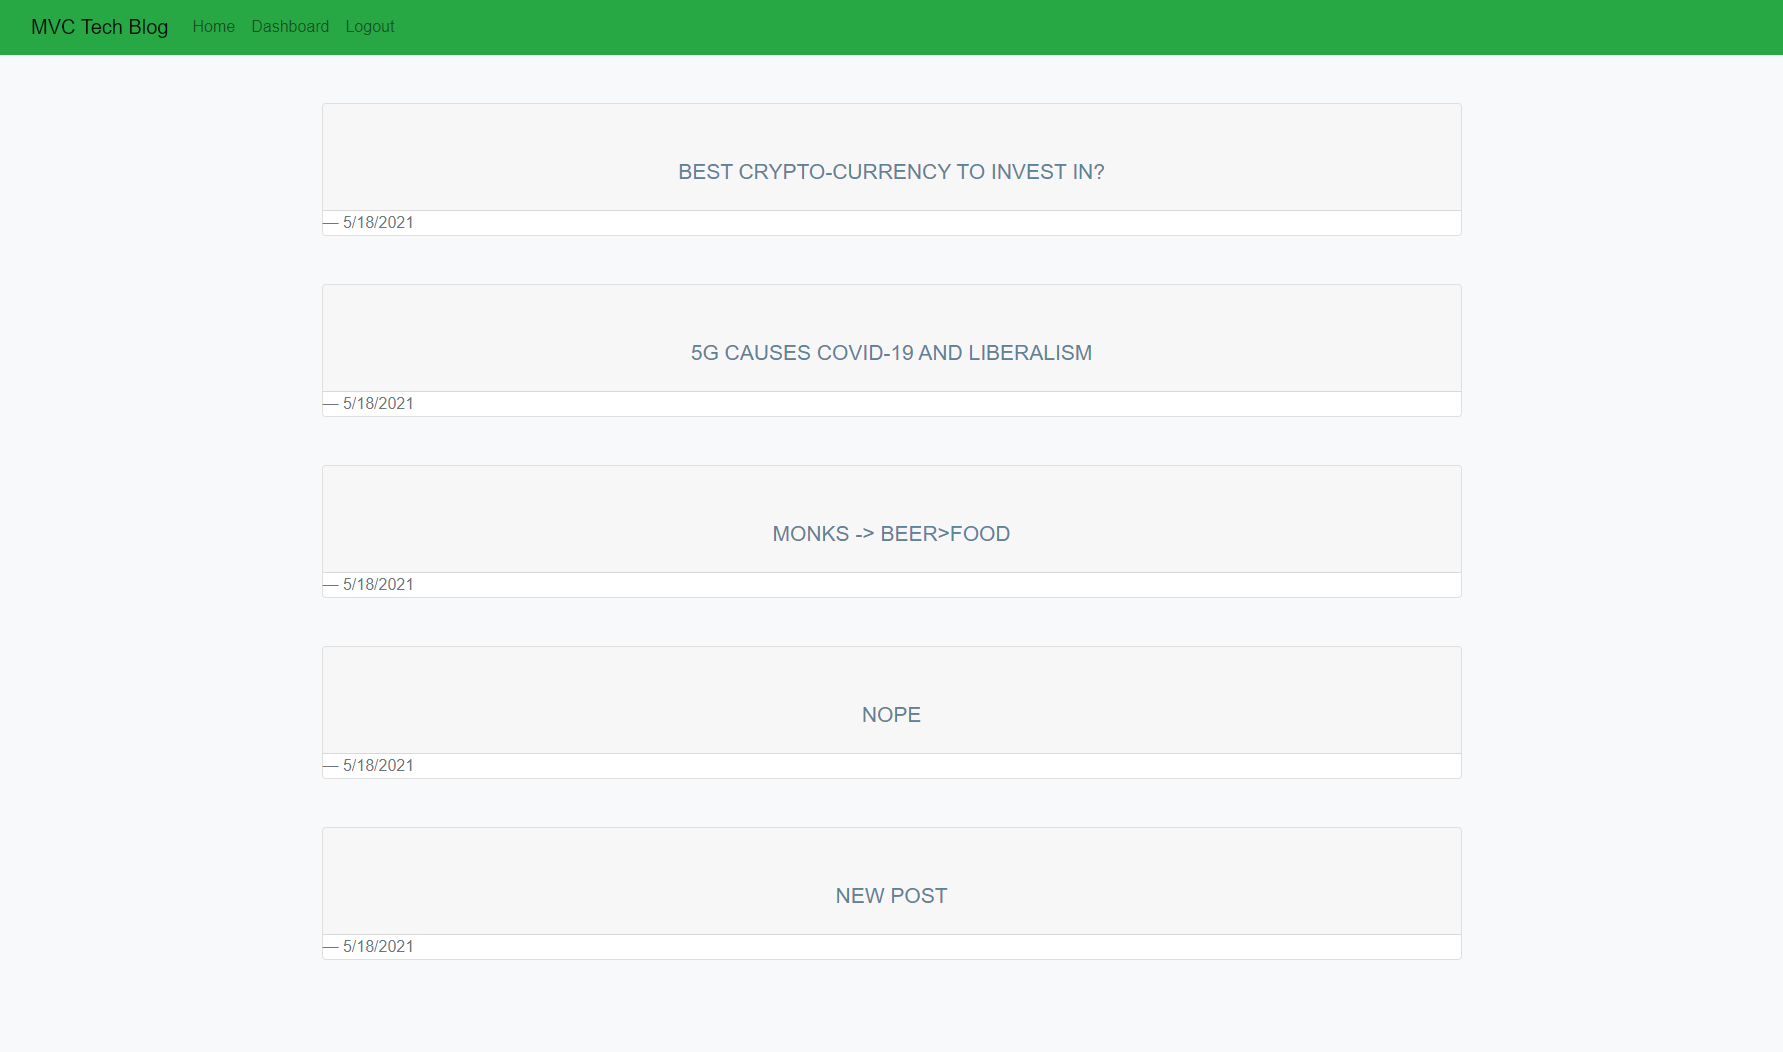 MVC Tech Blog Home Dashboard Logout
BEST CRYPTO-CURRENCY TO INVEST IN?
— 5/18/2021
5G CAUSES COVID-19 AND LIBERALISM
— 5/18/2021
MONKS -> BEER>FOOD
— 5/18/2021
NOPE
— 5/18/2021
NEW POST
— 5/18/2021